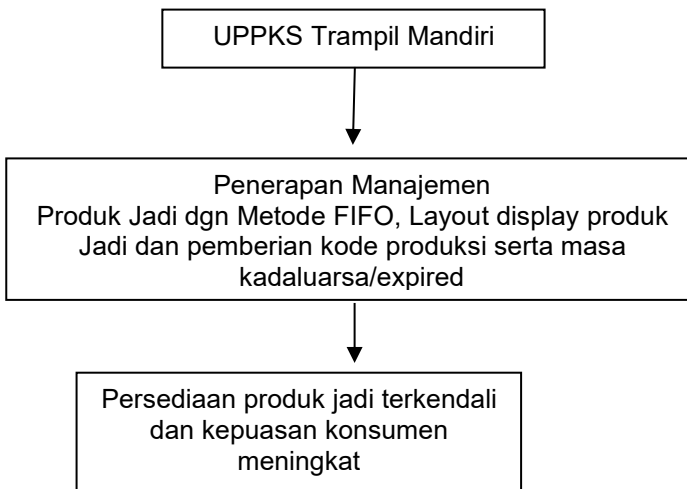 UPPKS Trampil Mandiri
Penerapan Manajemen
Produk Jadi dgn Metode FIFO, Layout display produk
Jadi dan pemberian kode produksi serta masa
kadaluarsa/expired
Persediaan produk jadi terkendali
dan kepuasan konsumen
meningkat